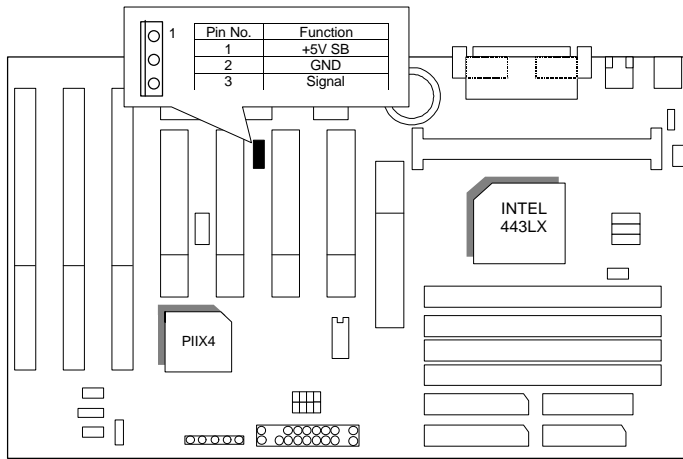 1
Pin No. Function
1 +5V SB
2 GND
3 Signal
INTEL
443LX
PIIX4